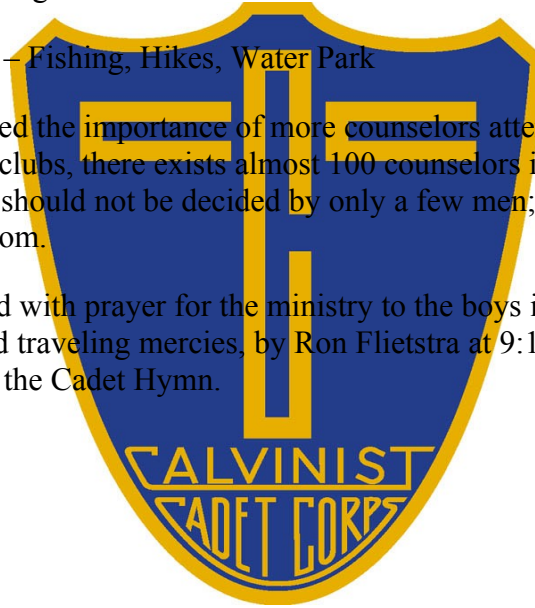 – Fishing, Hikes, Water Park
ed the importance of more counselors atte
clubs, there exists almost 100 counselors i
should not be decided by only a few men;
om.
d with prayer for the ministry to the boys i
d traveling mercies, by Ron Flietstra at 9:1
the Cadet Hymn.
CALVINIST
CADET CORPS